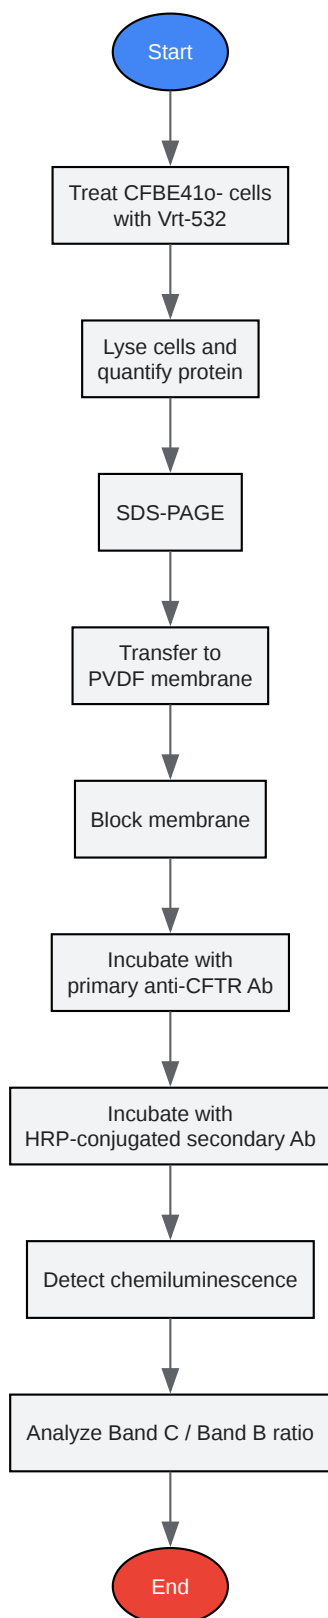 Start
Treat CFBE41o- cells
with Vrt-532
Lyse cells and
quantify protein
SDS-PAGE
Transfer to
PVDF membrane
Block membrane
Incubate with
primary anti-CFTR Ab
Incubate with
HRP-conjugated secondary Ab
Detect chemiluminescence
Analyze Band C / Band B ratio
End